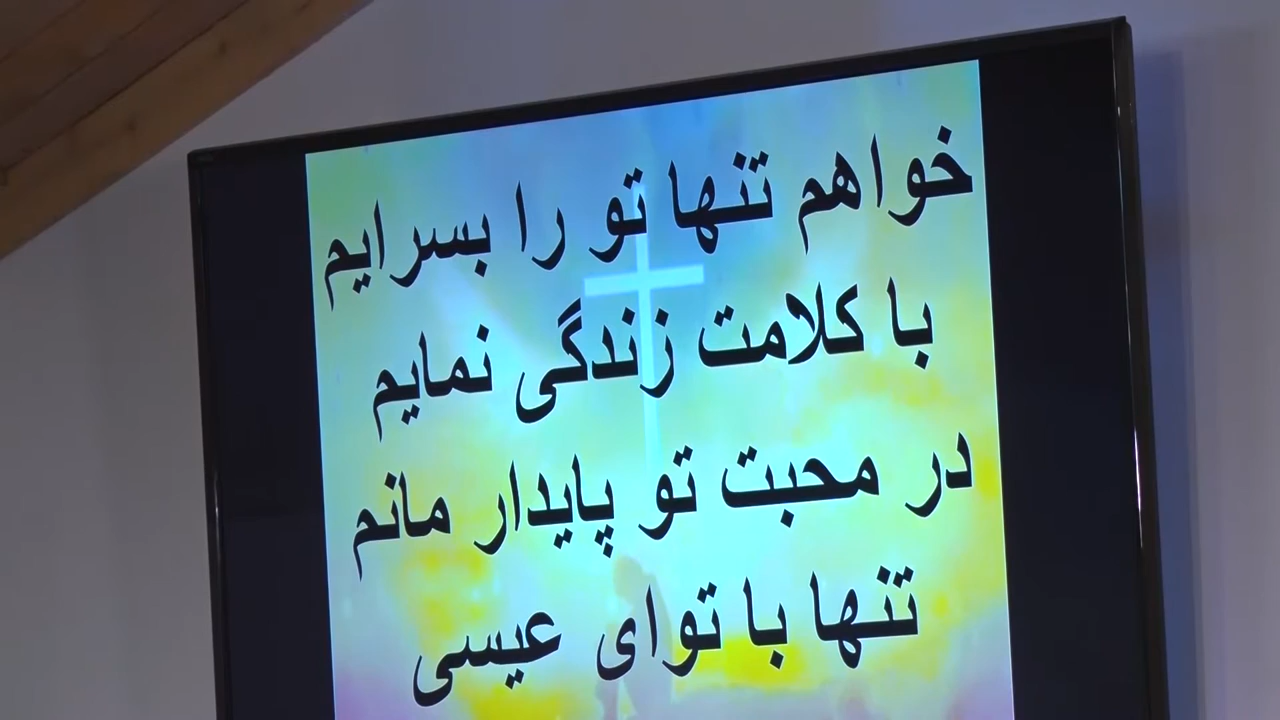 خواهم تنها تو را بسرایم
با کلامت زندگی نمایم
در محبت تو پایدار مانم
تنها با توای عیسی